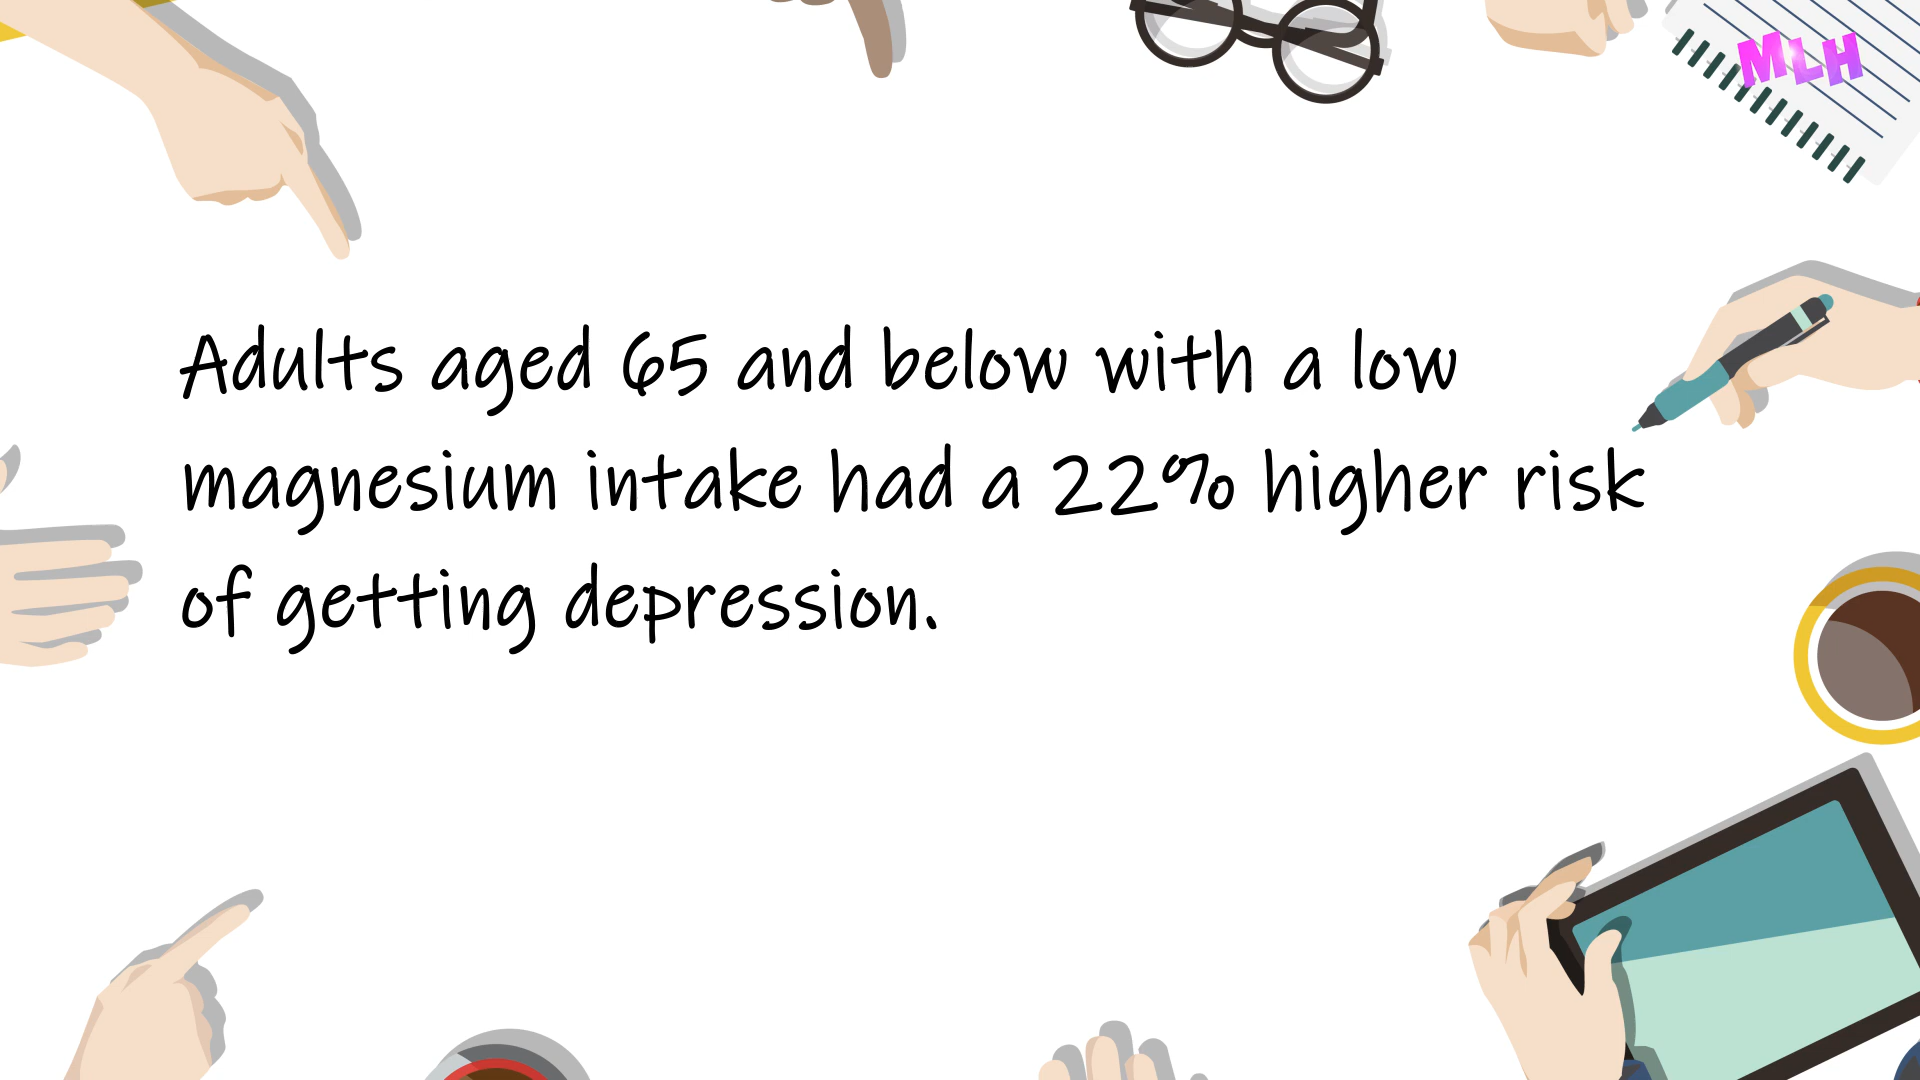 MLH
Adults aged 65 and below with a low
magnesium intake had a 22% higher risk
of getting depression.